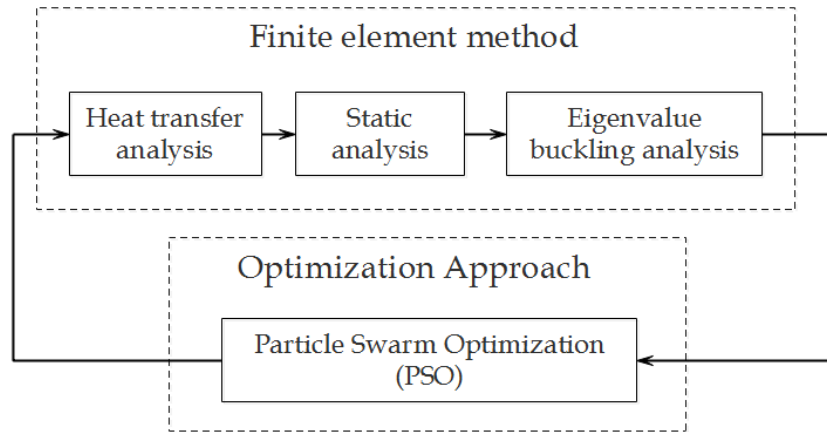 Finite element method
Heat transfer
analysis
Static
analysis
Eigenvalue
buckling analysis
Optimization Approach
Particle Swarm Optimization
(PSO)